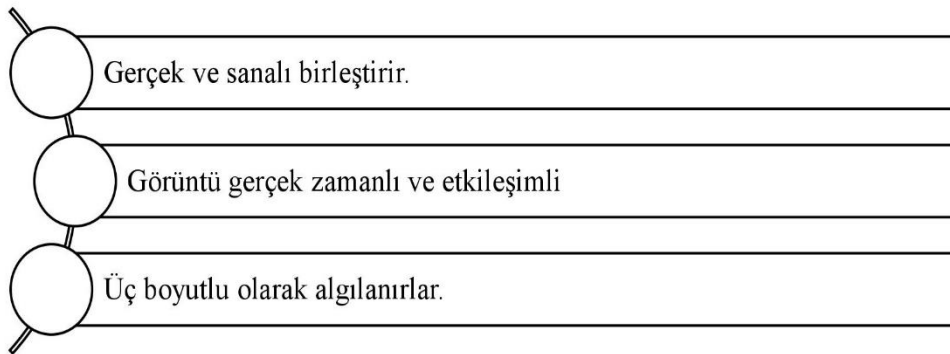 Gerçek ve sanalı birleştirir.
Görüntü gerçek zamanlı ve etkileşimli
Üç boyutlu olarak algılanırlar.